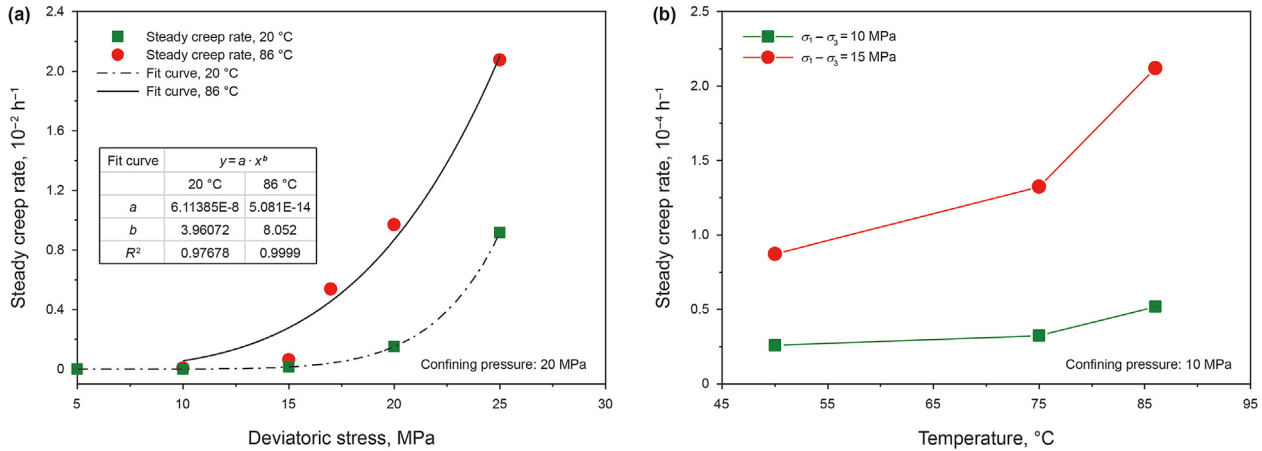 (a)
Steady creep rate, 10⁻² h⁻¹
2.4
2.0
1.6
1.2
0.8
0.4
0
Steady creep rate, 20 °C
Steady creep rate, 86 °C
Fit curve, 20 °C
Fit curve, 86 °C
Fit curve y = a · xᵇ
20 °C 86 °C
a 6.11385E-8 5.081E-14
b 3.96072 8.052
R² 0.97678 0.9999
Confining pressure: 20 MPa
5 10 15 20 25 30
Deviatoric stress, MPa
(b)
Steady creep rate, 10⁻⁴ h⁻¹
2.5
2.0
1.5
1.0
0.5
0
σ₁ − σ₃ = 10 MPa
σ₁ − σ₃ = 15 MPa
Confining pressure: 10 MPa
45 55 65 75 85 95
Temperature, °C